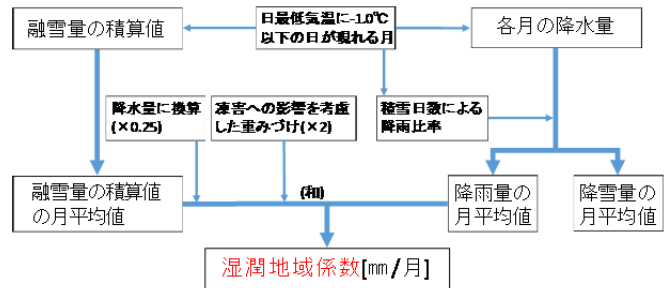 融雪量の積算値
日最低気温に-1.0℃
以下の日が現れる月
各月の降水量
降水量に換算
(×0.25)
凍害への影響を考慮
した重みづけ(×2)
積雪日数による
降雨比率
融雪量の積算値
の月平均値
(和)
降雨量の
月平均値
降雪量の
月平均値
湿潤地域係数[mm/月]